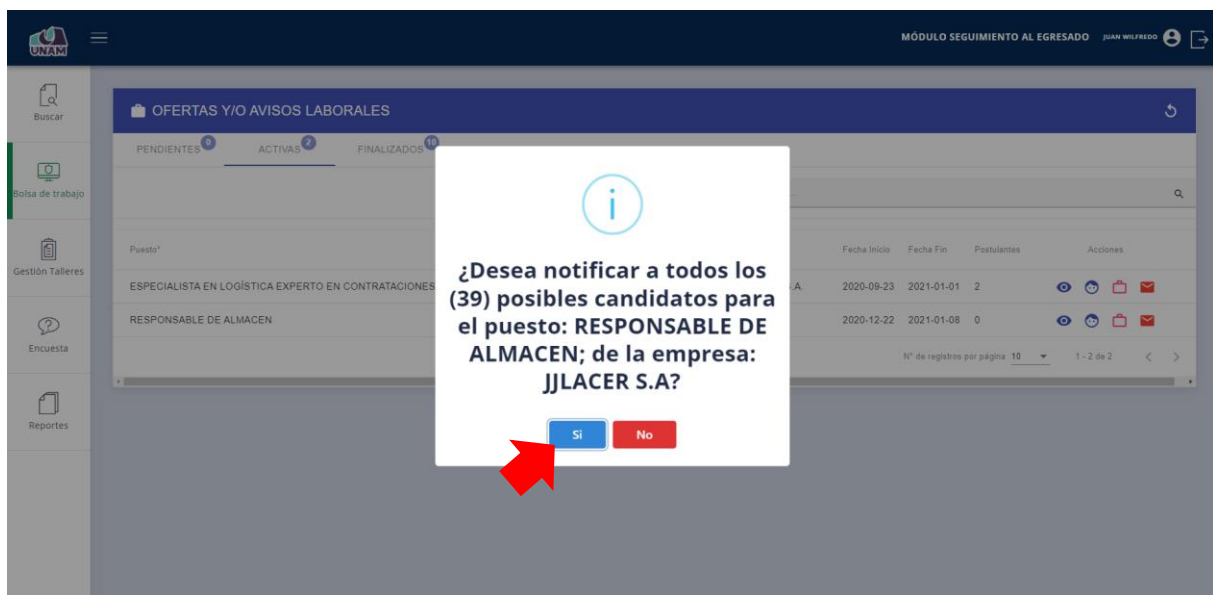 UNAM
MÓDULO SEGUIMIENTO AL EGRESADO JUAN WILFREDO
Buscar
Bolsa de trabajo
Gestión Talleres
Encuesta
Reportes
OFERTAS Y/O AVISOS LABORALES
PENDIENTES 0 ACTIVAS 2 FINALIZADOS 10
Puesto* Fecha Inicio Fecha Fin Postulantes Acciones
ESPECIALISTA EN LOGÍSTICA EXPERTO EN CONTRATACIONES .A. 2020-09-23 2021-01-01 2
RESPONSABLE DE ALMACEN 2020-12-22 2021-01-08 0
N° de registros por página 10 1 - 2 de 2
¿Desea notificar a todos los
(39) posibles candidatos para
el puesto: RESPONSABLE DE
ALMACEN; de la empresa:
JJLACER S.A?
Si No